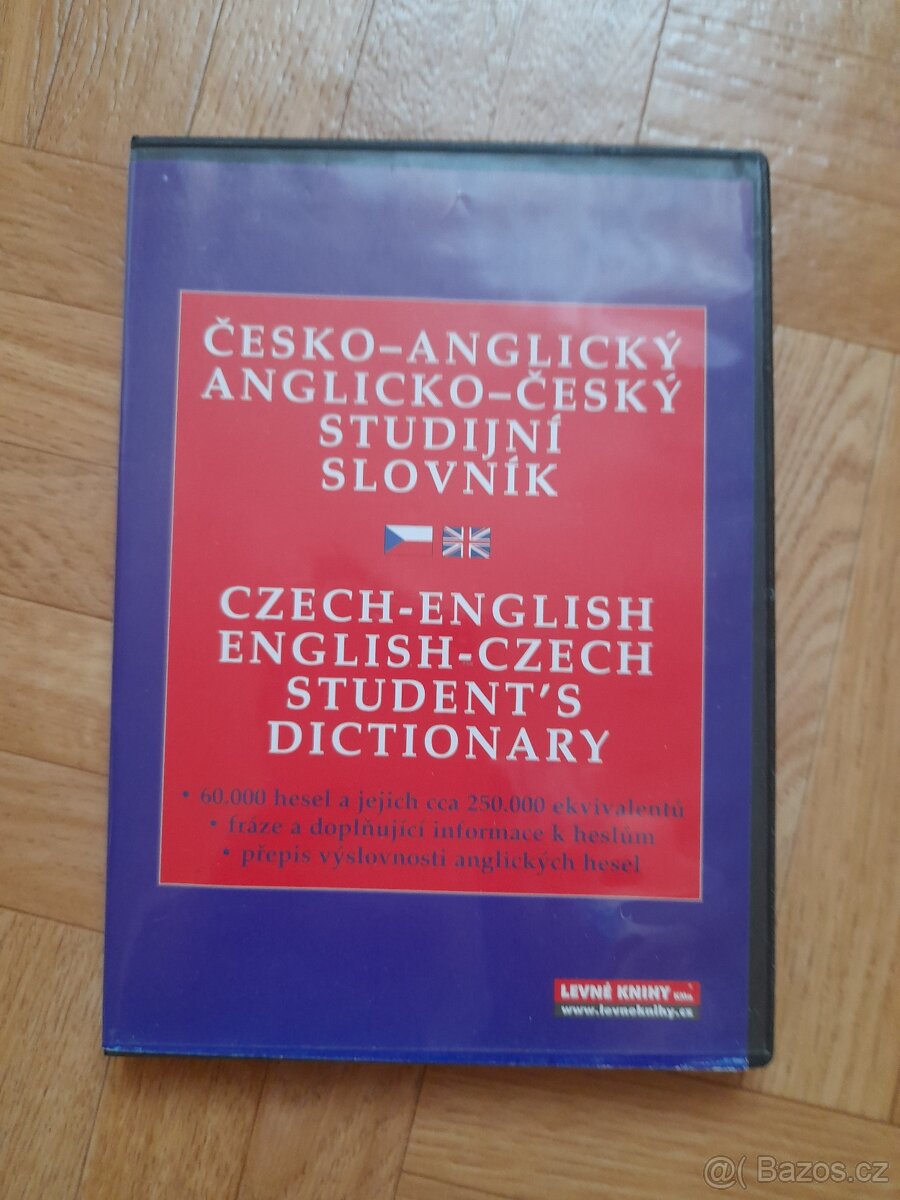 ČESKO–ANGLICKÝ
ANGLICKO–ČESKÝ
STUDIJNÍ
SLOVNÍK
CZECH-ENGLISH
ENGLISH-CZECH
STUDENT'S
DICTIONARY
• 60.000 hesel a jejich cca 250.000 ekvivalentů
• fráze a doplňující informace k heslům
• přepis výslovnosti anglických hesel
LEVNÉ KNIHY
www.levneknihy.cz
@( Bazos.cz